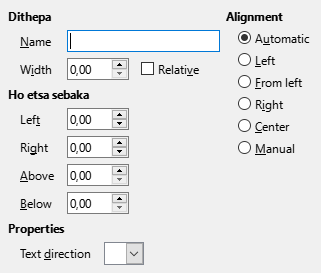 Dithepa
Name
Width 0,00 Relative
Ho etsa sebaka
Left 0,00
Right 0,00
Above 0,00
Below 0,00
Properties
Text direction
Alignment
Automatic
Left
From left
Right
Center
Manual